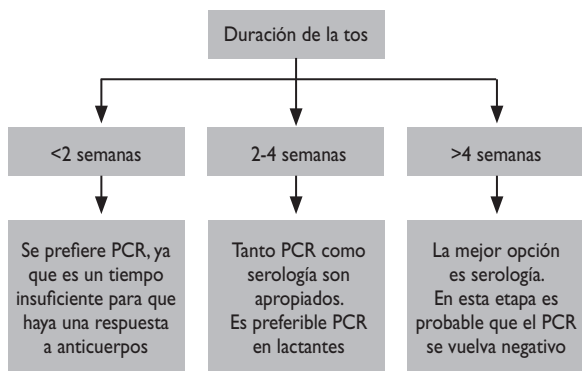 Duración de la tos
<2 semanas
2-4 semanas
>4 semanas
Se prefiere PCR, ya
que es un tiempo
insuficiente para que
haya una respuesta
a anticuerpos
Tanto PCR como
serología son
apropiados.
Es preferible PCR
en lactantes
La mejor opción
es serología.
En esta etapa es
probable que el PCR
se vuelva negativo